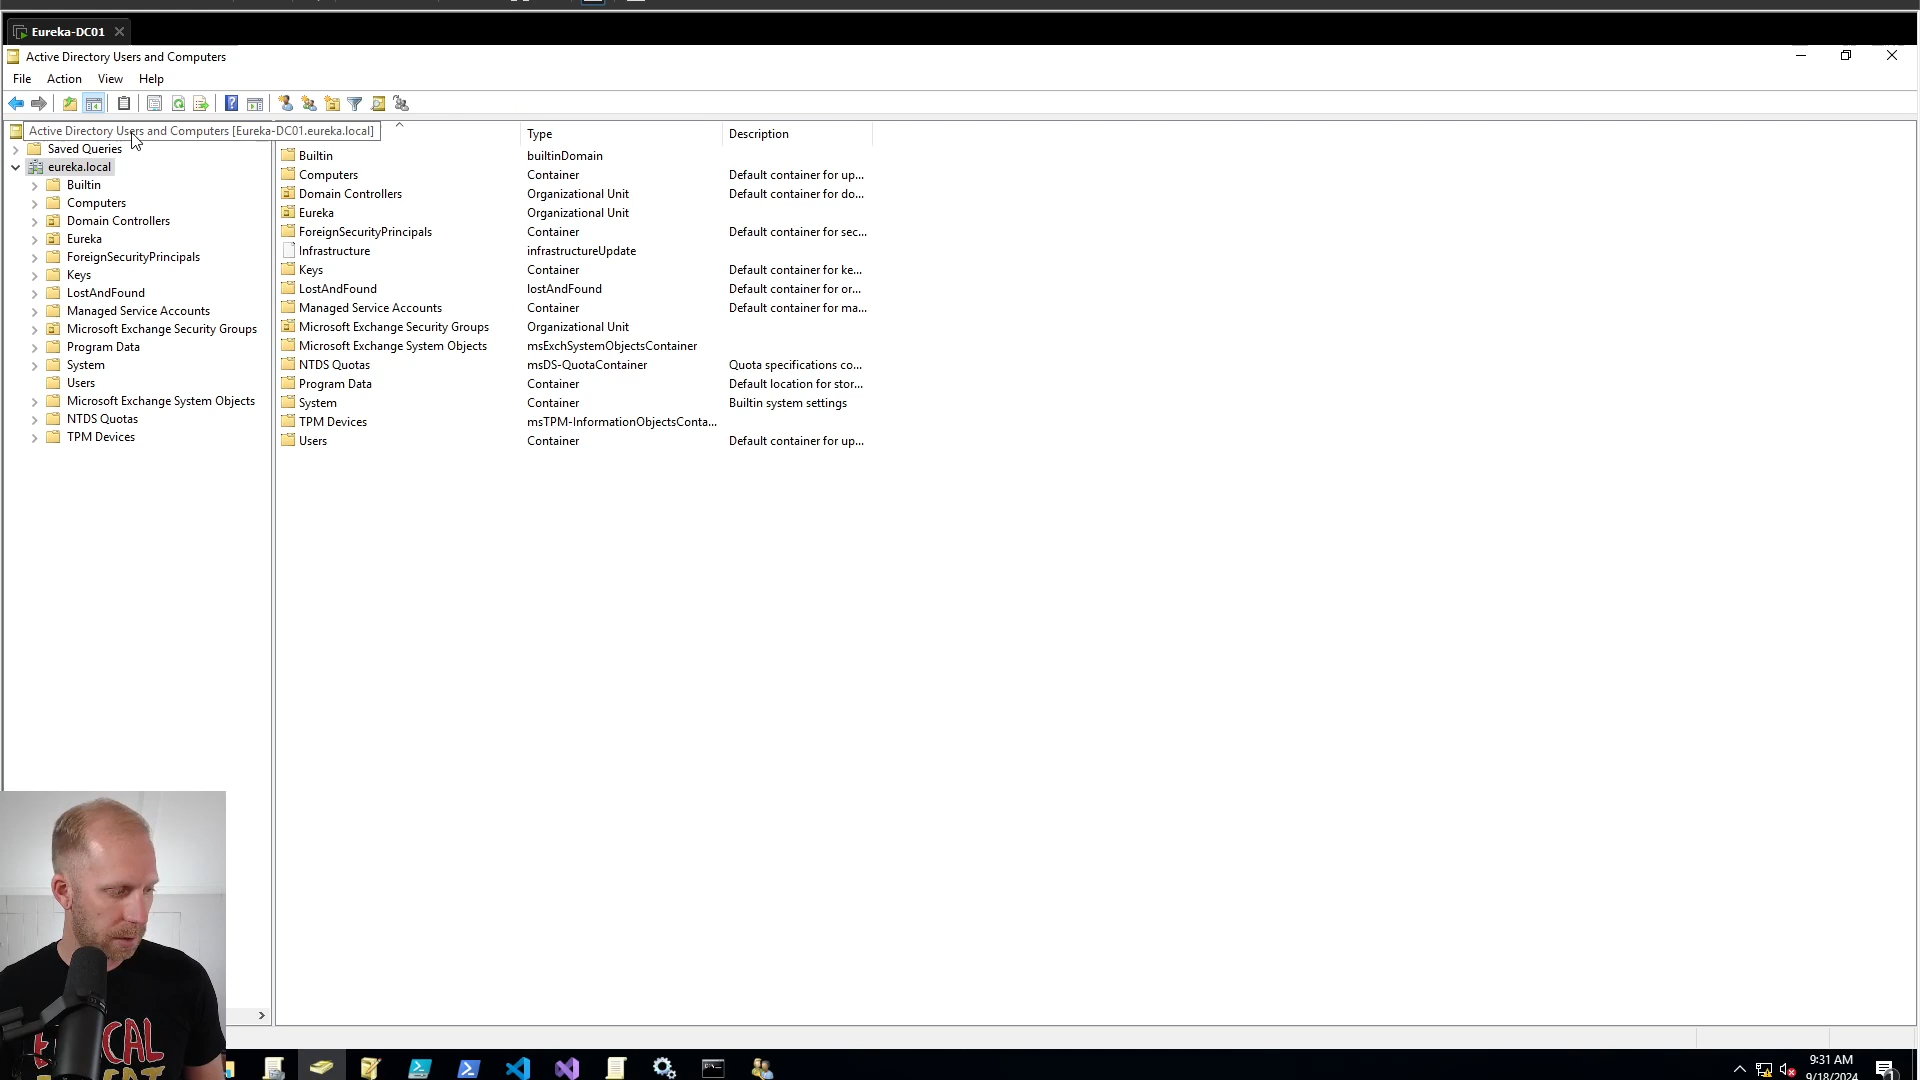 Eureka-DC01
Active Directory Users and Computers
File Action View Help
Active Directory Users and Computers [Eureka-DC01.eureka.local]
Saved Queries
eureka.local
Builtin
Computers
Domain Controllers
Eureka
ForeignSecurityPrincipals
Keys
LostAndFound
Managed Service Accounts
Microsoft Exchange Security Groups
Program Data
System
Users
Microsoft Exchange System Objects
NTDS Quotas
TPM Devices
Type Description
Builtin builtinDomain
Computers Container Default container for up...
Domain Controllers Organizational Unit Default container for do...
Eureka Organizational Unit
ForeignSecurityPrincipals Container Default container for sec...
Infrastructure infrastructureUpdate
Keys Container Default container for ke...
LostAndFound lostAndFound Default container for or...
Managed Service Accounts Container Default container for ma...
Microsoft Exchange Security Groups Organizational Unit
Microsoft Exchange System Objects msExchSystemObjectsContainer
NTDS Quotas msDS-QuotaContainer Quota specifications co...
Program Data Container Default location for stor...
System Container Builtin system settings
TPM Devices msTPM-InformationObjectsConta...
Users Container Default container for up...
9:31 AM
9/18/2024
1